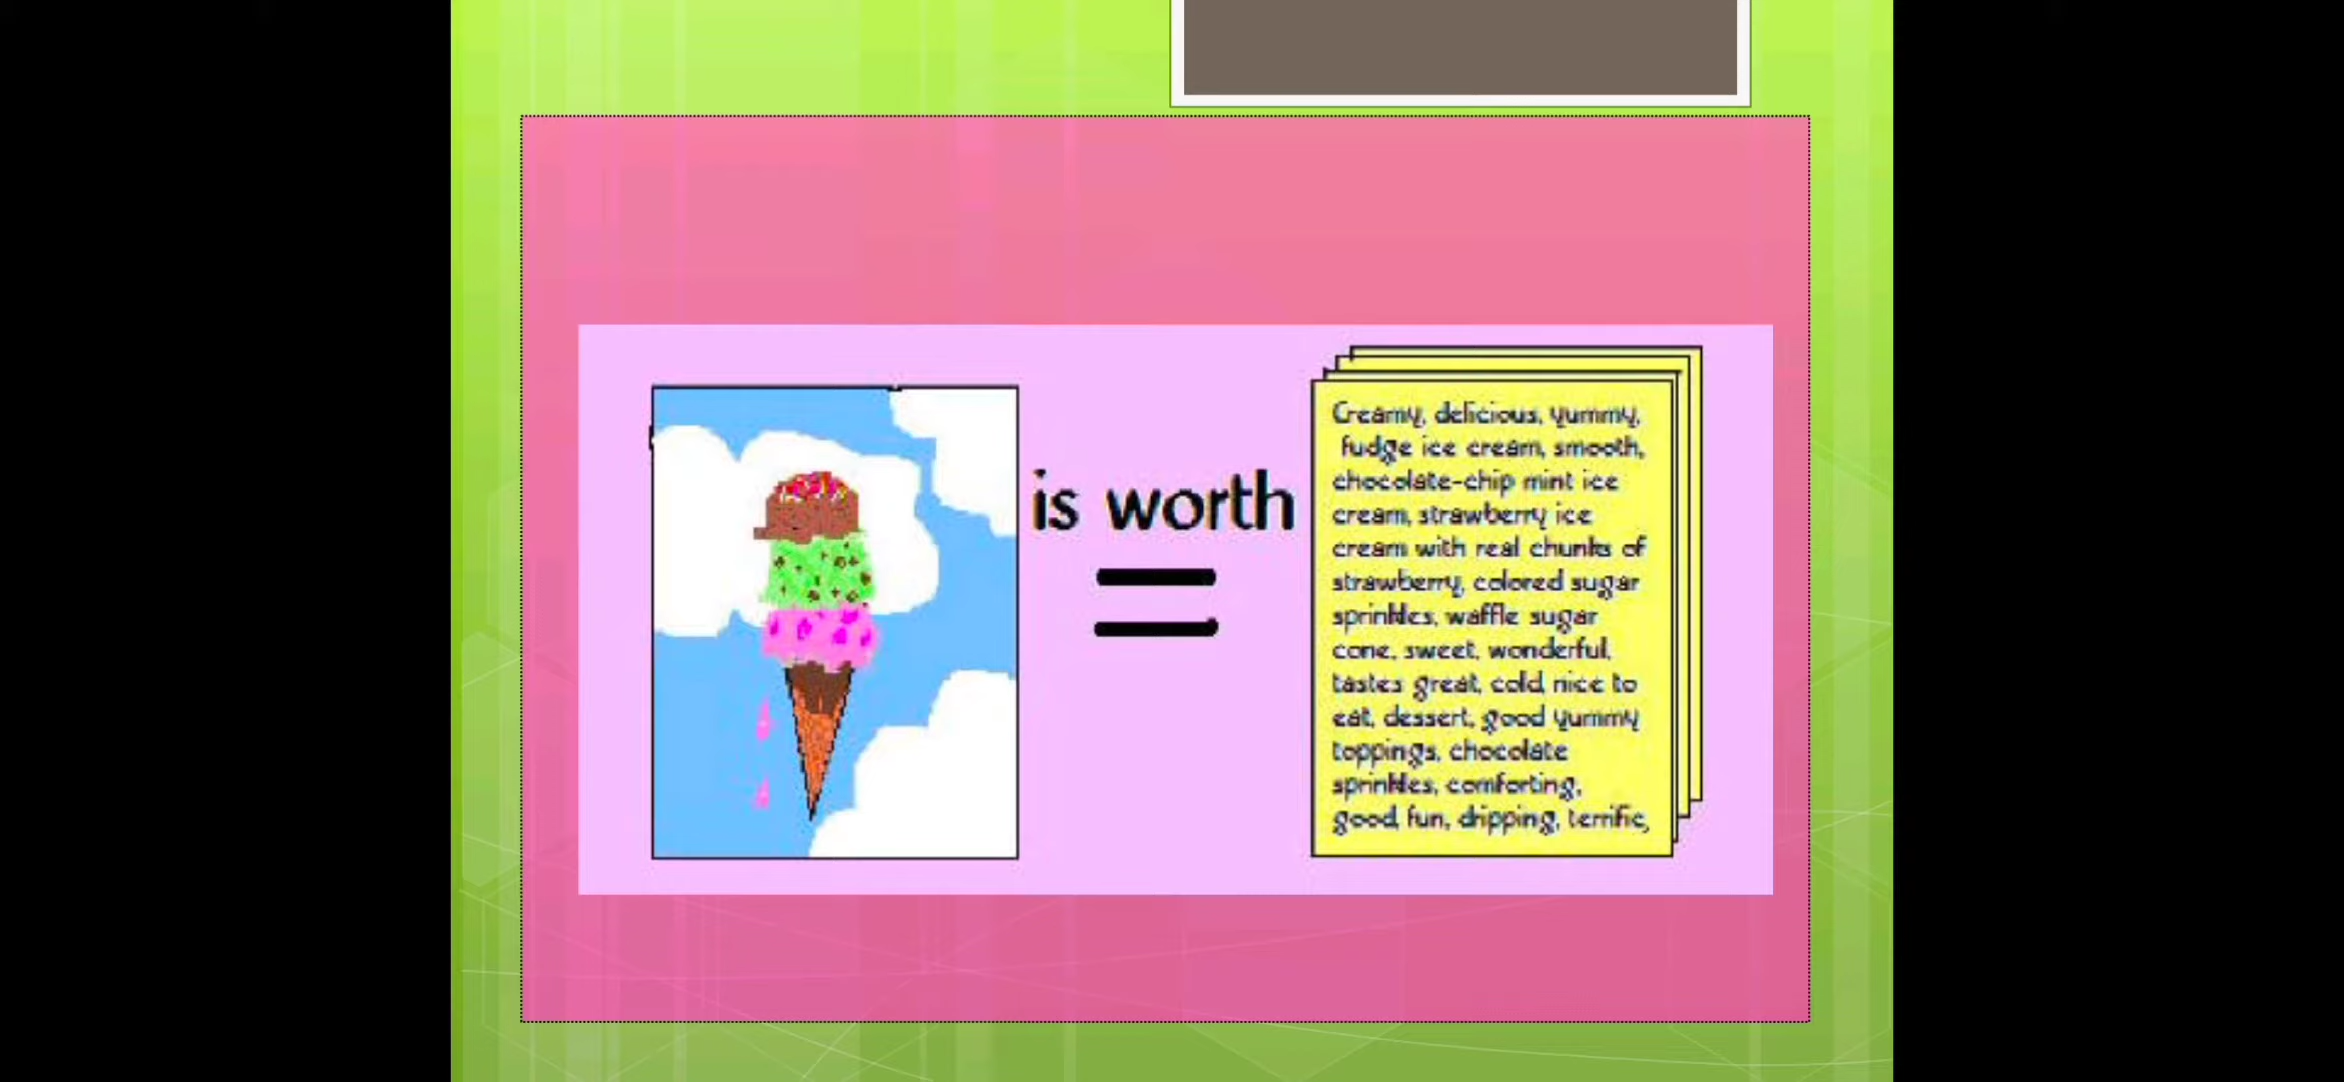 is worth
=
Creamy, delicious, yummy,
fudge ice cream, smooth,
chocolate-chip mint ice
cream, strawberry ice
cream with real chunks of
strawberry, colored sugar
sprinkles, waffle sugar
cone, sweet, wonderful,
tastes great, cold, nice to
eat, dessert, good yummy
toppings, chocolate
sprinkles, comforting,
good, fun, dripping, terrific,